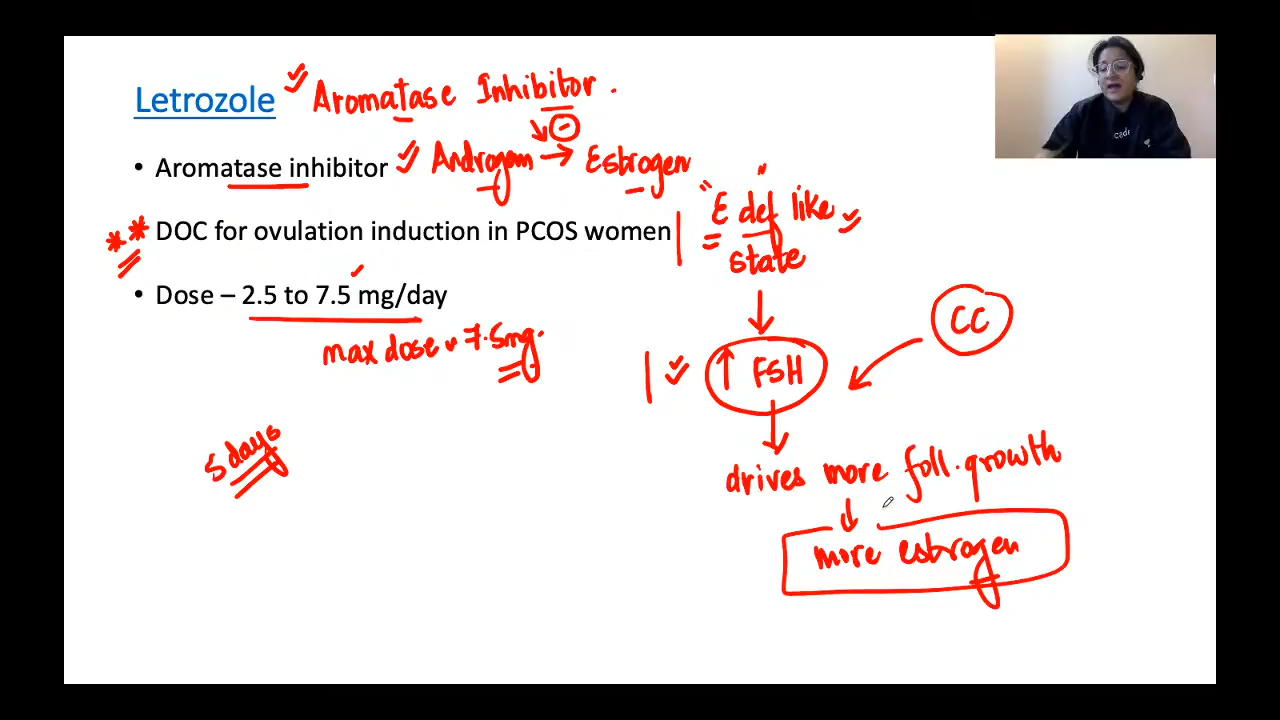 Letrozole
Aromatase Inhibitor.
• Aromatase inhibitor
Androgen → Estrogen
"E def like"
state
** DOC for ovulation induction in PCOS women
• Dose – 2.5 to 7.5 mg/day
max dose 7.5mg.
CC
↑ FSH
5 days
drives more foll. growth
more estrogen